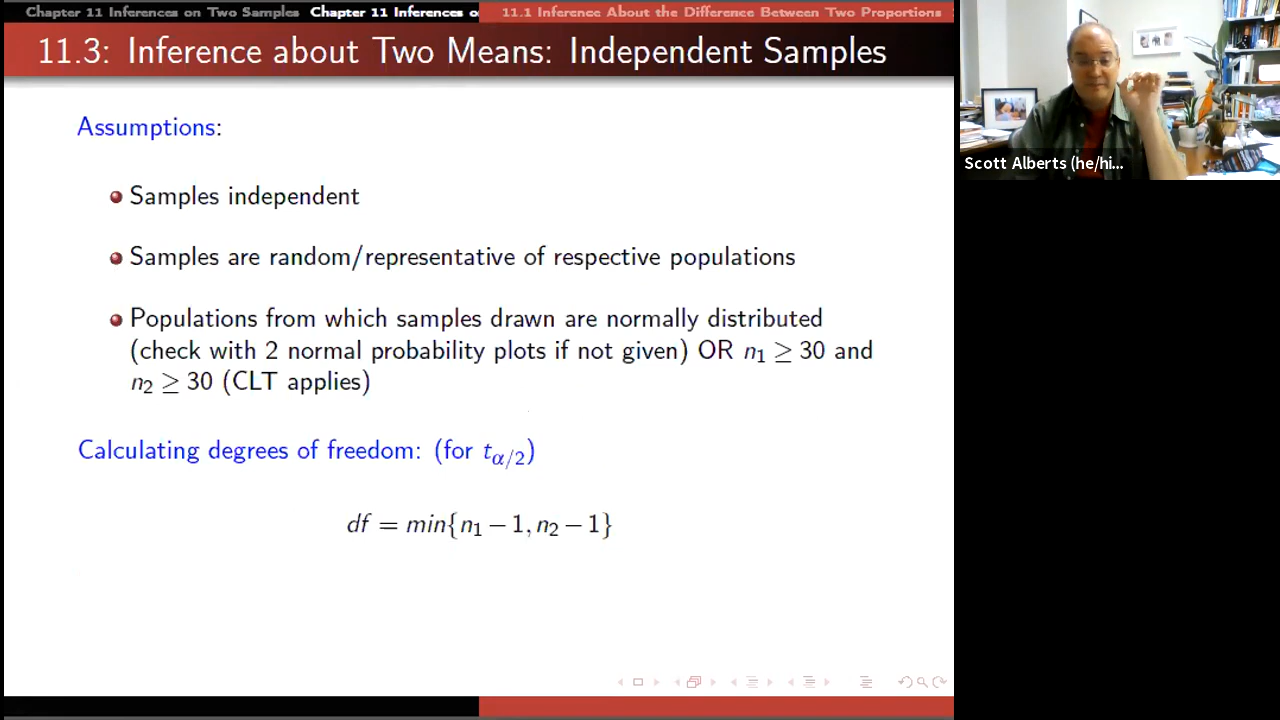 Chapter 11 Inferences on Two Samples Chapter 11 Inferences o 11.1 Inference About the Difference Between Two Proportions
11.3: Inference about Two Means: Independent Samples
Scott Alberts (he/hi...
Assumptions:
Samples independent
Samples are random/representative of respective populations
Populations from which samples drawn are normally distributed
(check with 2 normal probability plots if not given) OR n₁ ≥ 30 and
n₂ ≥ 30 (CLT applies)
Calculating degrees of freedom: (for t_α/2)
df = min{n₁ − 1, n₂ − 1}